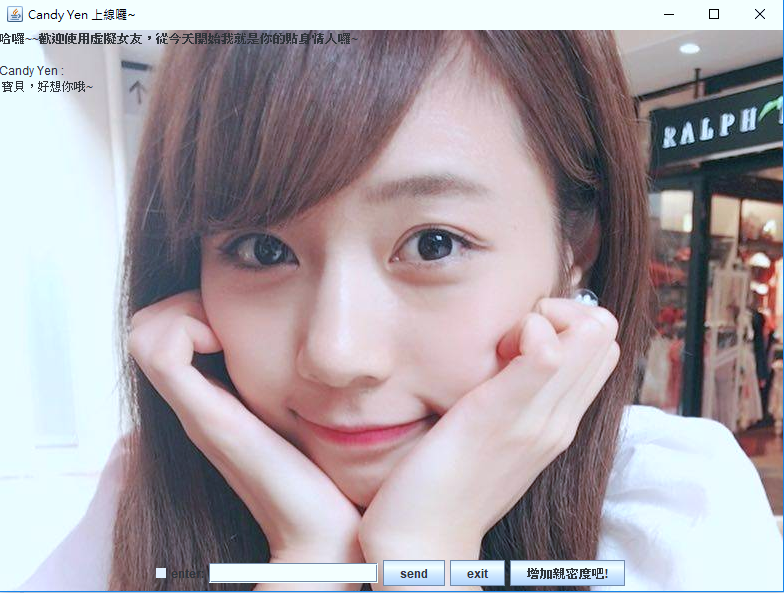 Candy Yen 上線囉~
哈囉~~歡迎使用虛擬女友，從今天開始我就是你的貼身情人囉~
Candy Yen :
寶貝，好想你哦~
RALPH
enter:
send
exit
增加親密度吧!